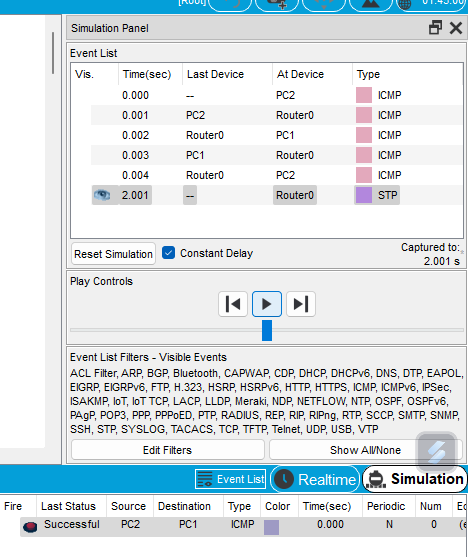 [Root]
01:45:00
Simulation Panel
Event List
Vis. Time(sec) Last Device At Device Type
0.000 -- PC2 ICMP
0.001 PC2 Router0 ICMP
0.002 Router0 PC1 ICMP
0.003 PC1 Router0 ICMP
0.004 Router0 PC2 ICMP
2.001 -- Router0 STP
Reset Simulation Constant Delay Captured to:
2.001 s
Play Controls
Event List Filters - Visible Events
ACL Filter, ARP, BGP, Bluetooth, CAPWAP, CDP, DHCP, DHCPv6, DNS, DTP, EAPOL,
EIGRP, EIGRPv6, FTP, H.323, HSRP, HSRPv6, HTTP, HTTPS, ICMP, ICMPv6, IPSec,
ISAKMP, IoT, IoT TCP, LACP, LLDP, Meraki, NDP, NETFLOW, NTP, OSPF, OSPFv6,
PAgP, POP3, PPP, PPPoED, PTP, RADIUS, REP, RIP, RIPng, RTP, SCCP, SMTP, SNMP,
SSH, STP, SYSLOG, TACACS, TCP, TFTP, Telnet, UDP, USB, VTP
Edit Filters Show All/None
Event List Realtime Simulation
Fire Last Status Source Destination Type Color Time(sec) Periodic Num
Successful PC2 PC1 ICMP 0.000 N 0